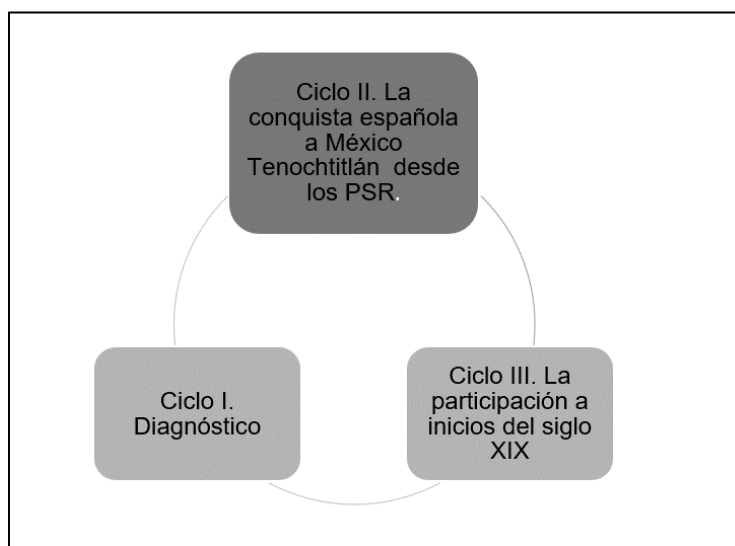 Ciclo II. La
conquista española
a México
Tenochtitlán desde
los PSR.
Ciclo I.
Diagnóstico
Ciclo III. La
participación a
inicios del siglo
XIX